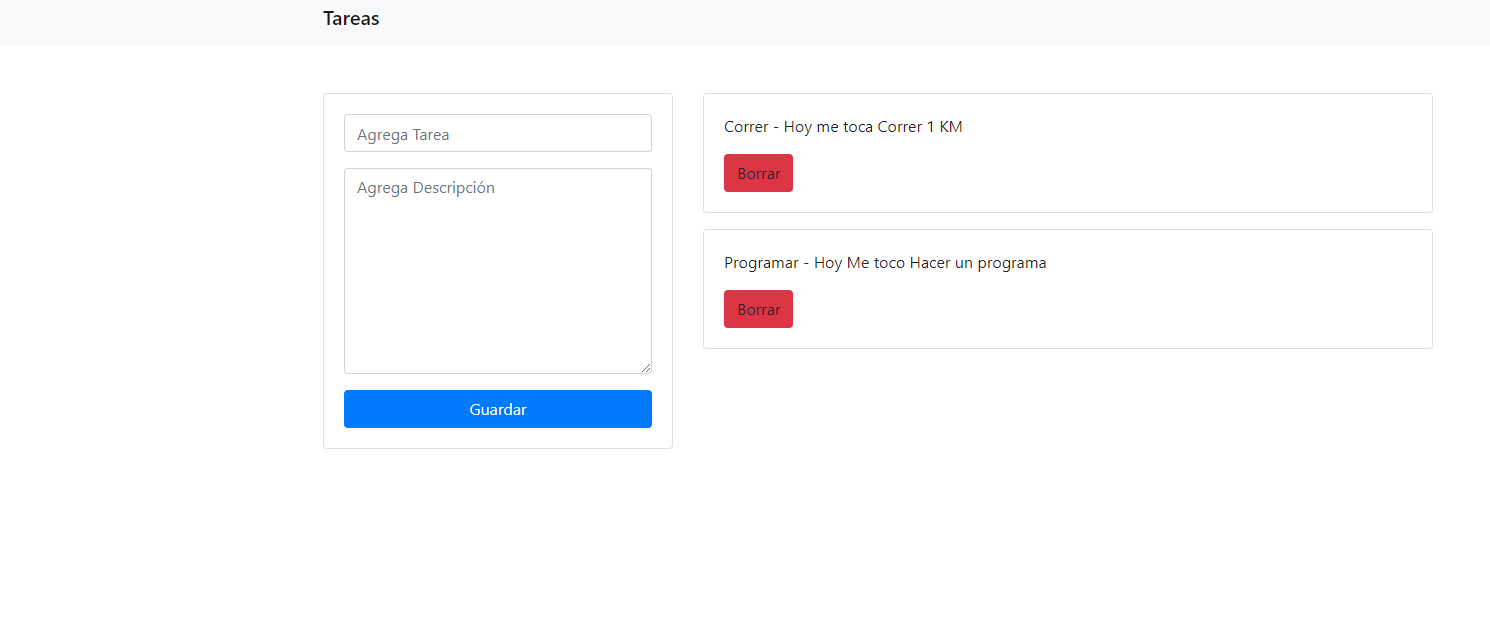 Tareas
Agrega Tarea
Agrega Descripción
Guardar
Correr - Hoy me toca Correr 1 KM
Borrar
Programar - Hoy Me toco Hacer un programa
Borrar